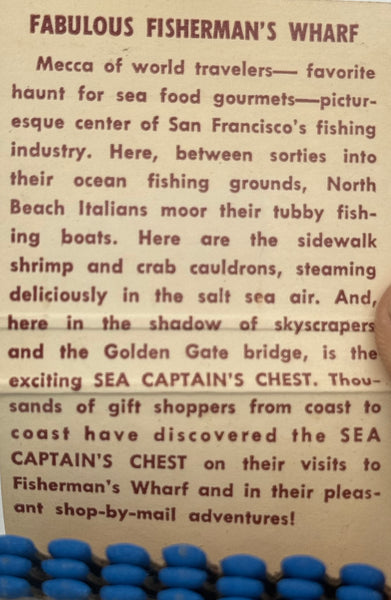 FABULOUS FISHERMAN'S WHARF
Mecca of world travelers— favorite
haunt for sea food gourmets—pictur-
esque center of San Francisco's fishing
industry. Here, between sorties into
their ocean fishing grounds, North
Beach Italians moor their tubby fish-
ing boats. Here are the sidewalk
shrimp and crab cauldrons, steaming
deliciously in the salt sea air. And,
here in the shadow of skyscrapers
and the Golden Gate bridge, is the
exciting SEA CAPTAIN'S CHEST. Thou-
sands of gift shoppers from coast to
coast have discovered the SEA
CAPTAIN'S CHEST on their visits to
Fisherman's Wharf and in their pleas-
ant shop-by-mail adventures!